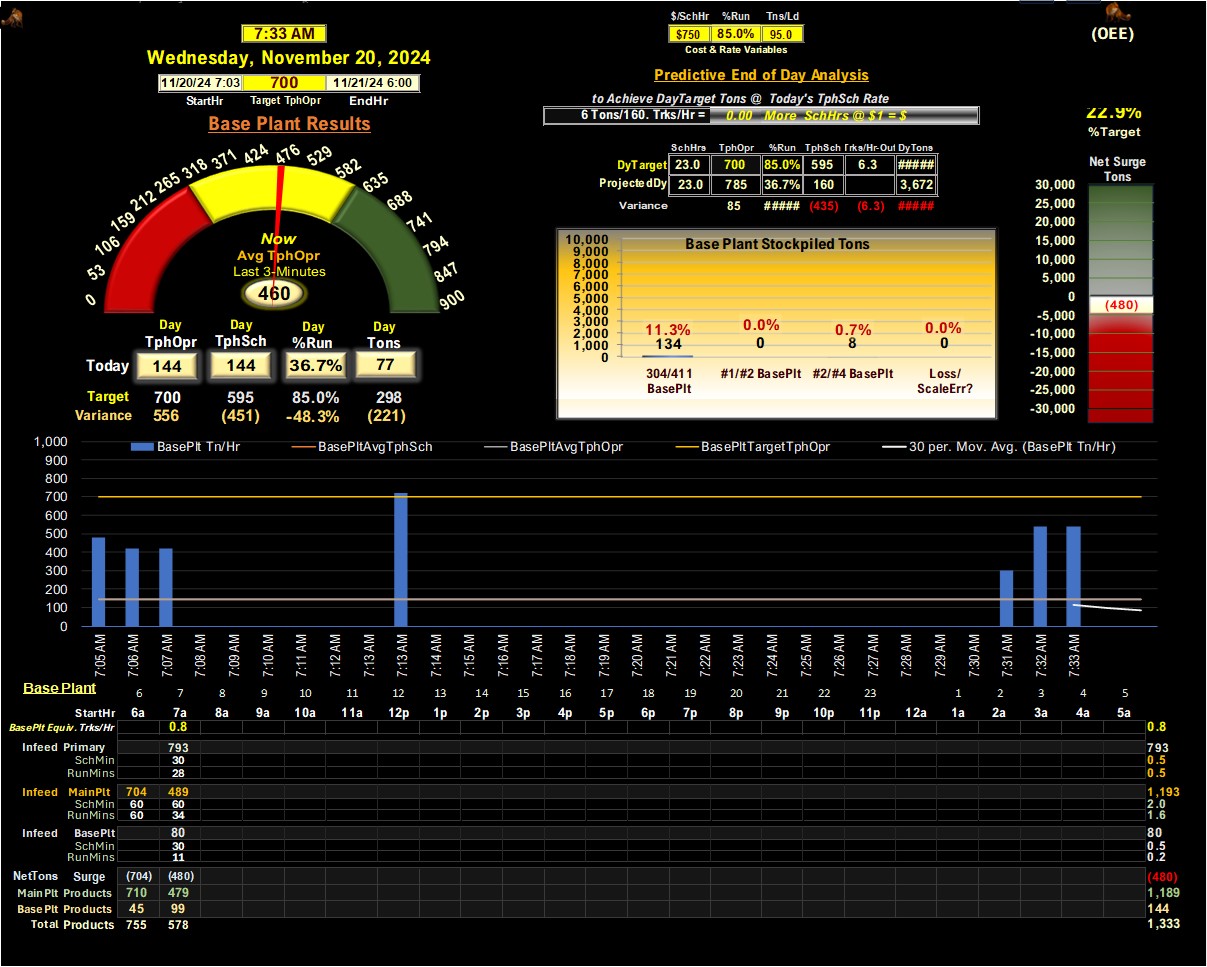 $/SchHr %Run Tns/Ld
7:33 AM
$750 85.0% 95.0
(OEE)
Cost & Rate Variables
Wednesday, November 20, 2024
Predictive End of Day Analysis
11/20/24 7:03 700 11/21/24 6:00
StartHr Target TphOpr EndHr
to Achieve DayTarget Tons @ Today's TphSch Rate
6 Tons/160. Trks/Hr = 0.00 More SchHrs @ $1 = $
22.9%
%Target
Base Plant Results
SchHrs TphOpr %Run TphSch Trks/Hr-Out DyTons
DyTarget 23.0 700 85.0% 595 6.3 #####
ProjectedDy 23.0 785 36.7% 160 3,672
Variance 85 ##### (435) (6.3) #####
Net Surge
Tons
30,000
25,000
20,000
15,000
10,000
5,000
0
(480)
-5,000
-10,000
-15,000
-20,000
-25,000
-30,000
0 53 106 159 212 265 318 371 424 476 529 582 635 688 741 794 847 900
Now
Avg TphOpr
Last 3-Minutes
460
Base Plant Stockpiled Tons
10,000
9,000
8,000
7,000
6,000
5,000
4,000
3,000
2,000
1,000
0
11.3% 0.0% 0.7% 0.0%
134 0 8 0
304/411 #1/#2 BasePlt #2/#4 BasePlt Loss/
BasePlt ScaleErr?
Day Day Day Day
TphOpr TphSch %Run Tons
Today 144 144 36.7% 77
Target 700 595 85.0% 298
Variance 556 (451) -48.3% (221)
BasePlt Tn/Hr BasePltAvgTphSch BasePltAvgTphOpr BasePltTargetTphOpr 30 per. Mov. Avg. (BasePlt Tn/Hr)
1,000
900
800
700
600
500
400
300
200
100
0
7:05 AM 7:06 AM 7:07 AM 7:08 AM 7:09 AM 7:10 AM 7:11 AM 7:12 AM 7:13 AM 7:13 AM 7:16 AM 7:17 AM 7:18 AM 7:19 AM 7:20 AM 7:21 AM 7:22 AM 7:23 AM 7:24 AM 7:25 AM 7:26 AM 7:27 AM 7:28 AM 7:29 AM 7:30 AM 7:31 AM 7:32 AM 7:33 AM
Base Plant 6 7 8 9 10 11 12 13 14 15 16 17 18 19 20 21 22 23 1 2 3 4 5
StartHr 6a 7a 8a 9a 10a 11a 12p 1p 2p 3p 4p 5p 6p 7p 8p 9p 10p 11p 12a 1a 2a 3a 4a 5a
BasePlt Equiv. Trks/Hr 0.8 0.8
Infeed Primary 793 793
SchMin 30 0.5
RunMins 28 0.5
Infeed MainPlt 704 489 1,193
SchMin 60 60 2.0
RunMins 60 34 1.6
Infeed BasePlt 80 80
SchMin 30 0.5
RunMins 11 0.2
NetTons Surge (704) (480) (480)
MainPlt Products 710 479 1,189
BasePlt Products 45 99 144
Total Products 755 578 1,333